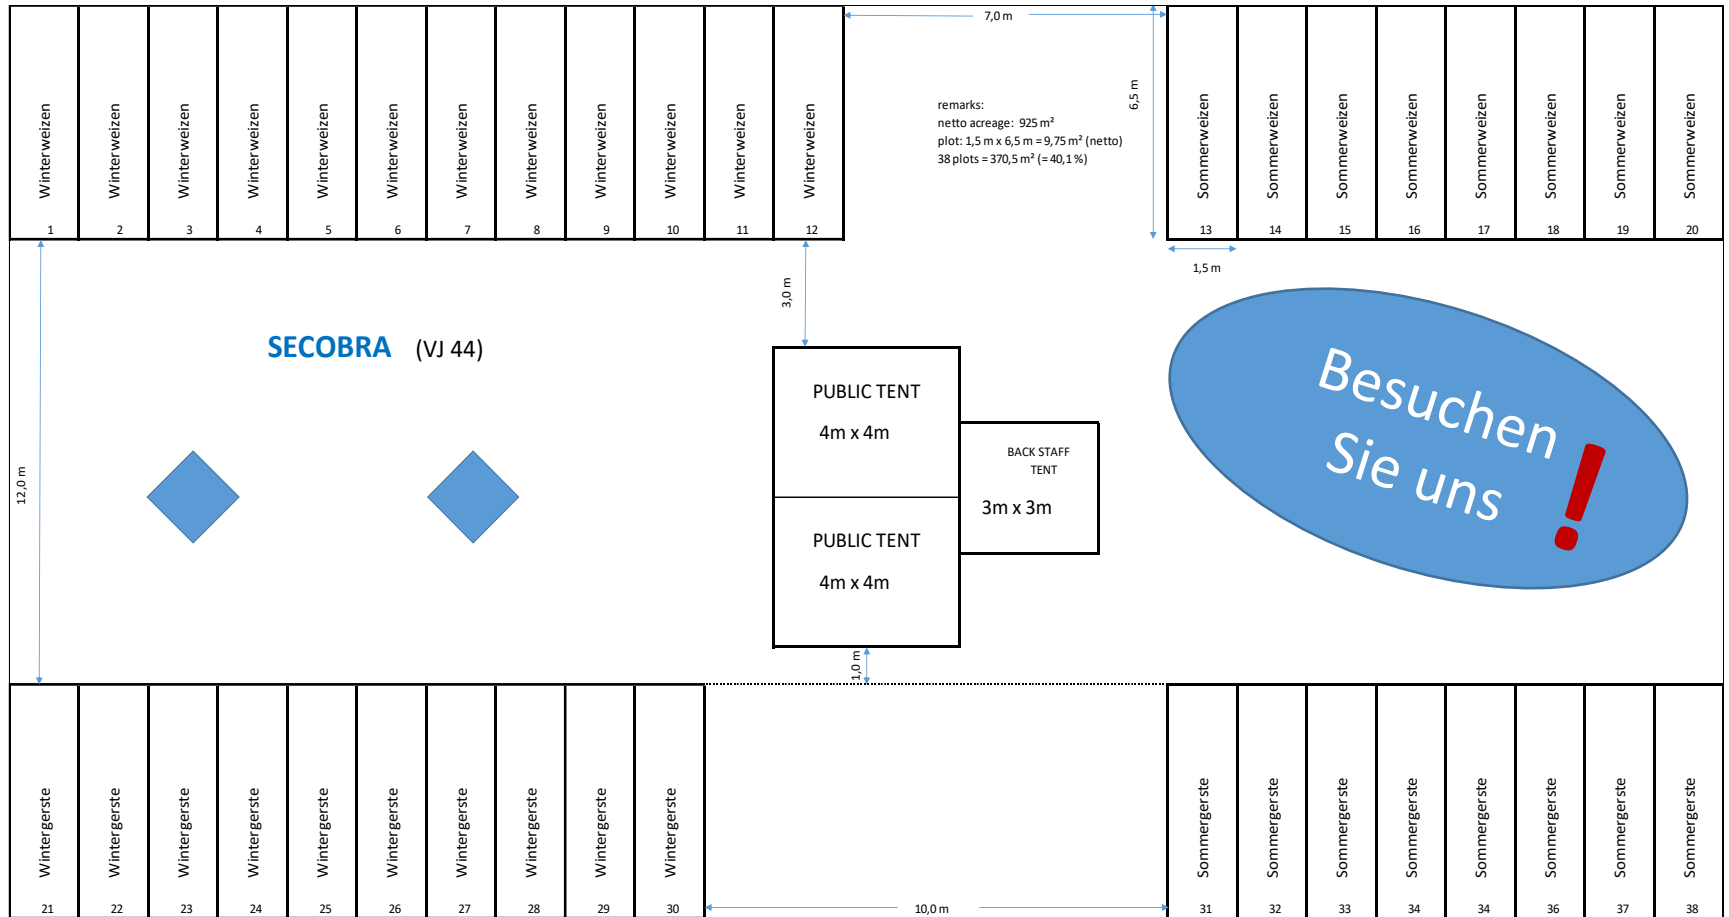 7,0 m
Winterweizen
Winterweizen
Winterweizen
Winterweizen
Winterweizen
Winterweizen
Winterweizen
Winterweizen
Winterweizen
Winterweizen
Winterweizen
Winterweizen
1 2 3 4 5 6 7 8 9 10 11 12
remarks:
netto acreage: 925 m²
plot: 1,5 m x 6,5 m = 9,75 m² (netto)
38 plots = 370,5 m² (= 40,1 %)
6,5 m
Sommerweizen
Sommerweizen
Sommerweizen
Sommerweizen
Sommerweizen
Sommerweizen
Sommerweizen
Sommerweizen
13 14 15 16 17 18 19 20
1,5 m
3,0 m
SECOBRA (VJ 44)
12,0 m
PUBLIC TENT
4m x 4m
PUBLIC TENT
4m x 4m
BACK STAFF
TENT
3m x 3m
Besuchen
Sie uns
!
1,0 m
Wintergerste
Wintergerste
Wintergerste
Wintergerste
Wintergerste
Wintergerste
Wintergerste
Wintergerste
Wintergerste
Wintergerste
21 22 23 24 25 26 27 28 29 30
10,0 m
Sommergerste
Sommergerste
Sommergerste
Sommergerste
Sommergerste
Sommergerste
Sommergerste
Sommergerste
31 32 33 34 34 36 37 38